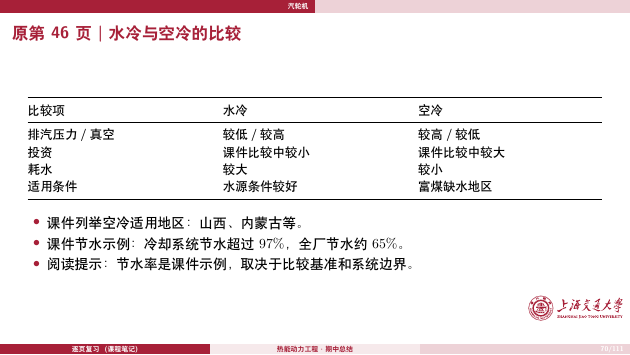 汽轮机
原第 46 页 | 水冷与空冷的比较
比较项 水冷 空冷
排汽压力 / 真空 较低 / 较高 较高 / 较低
投资 课件比较中较小 课件比较中较大
耗水 较大 较小
适用条件 水源条件较好 富煤缺水地区
• 课件列举空冷适用地区：山西、内蒙古等。
• 课件节水示例：冷却系统节水超过 97%，全厂节水约 65%。
• 阅读提示：节水率是课件示例，取决于比较基准和系统边界。
上海交通大学
SHANGHAI JIAO TONG UNIVERSITY
逐页复习（课程笔记） 热能动力工程 · 期中总结 70/111